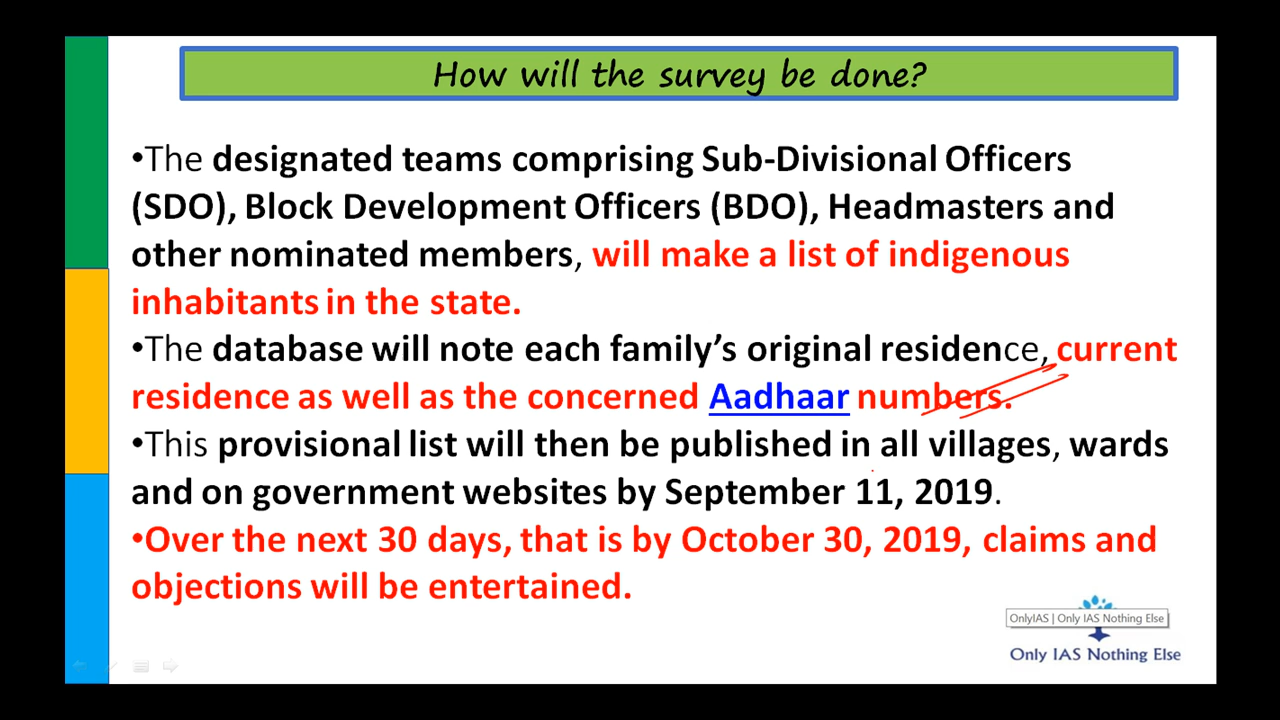 How will the survey be done?
•The designated teams comprising Sub-Divisional Officers
(SDO), Block Development Officers (BDO), Headmasters and
other nominated members, will make a list of indigenous
inhabitants in the state.
•The database will note each family’s original residence, current
residence as well as the concerned Aadhaar numbers.
•This provisional list will then be published in all villages, wards
and on government websites by September 11, 2019.
•Over the next 30 days, that is by October 30, 2019, claims and
objections will be entertained.
OnlyIAS | Only IAS Nothing Else
Only IAS Nothing Else